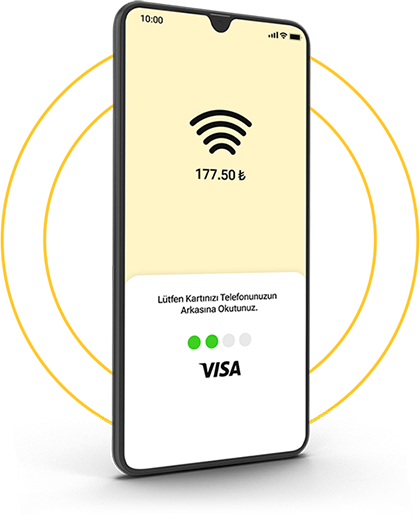 10:00
177.50 ₺
Lütfen Kartınızı Telefonunuzun
Arkasına Okutunuz.
VISA